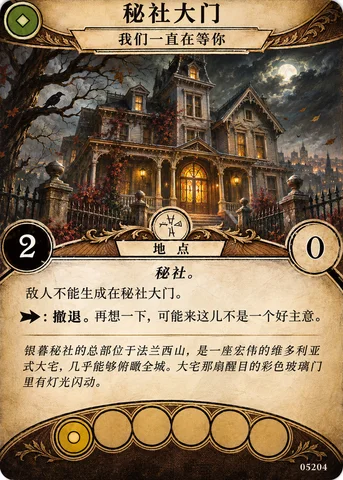 秘社大门
我们一直在等你
2
地点
0
秘社。
敌人不能生成在秘社大门。
：撤退。再想一下，可能来这儿不是一个好主意。
银暮秘社的总部位于法兰西山，是一座宏伟的维多利亚
式大宅，几乎能够俯瞰全城。大宅那扇醒目的彩色玻璃门
里有灯光闪动。
05204